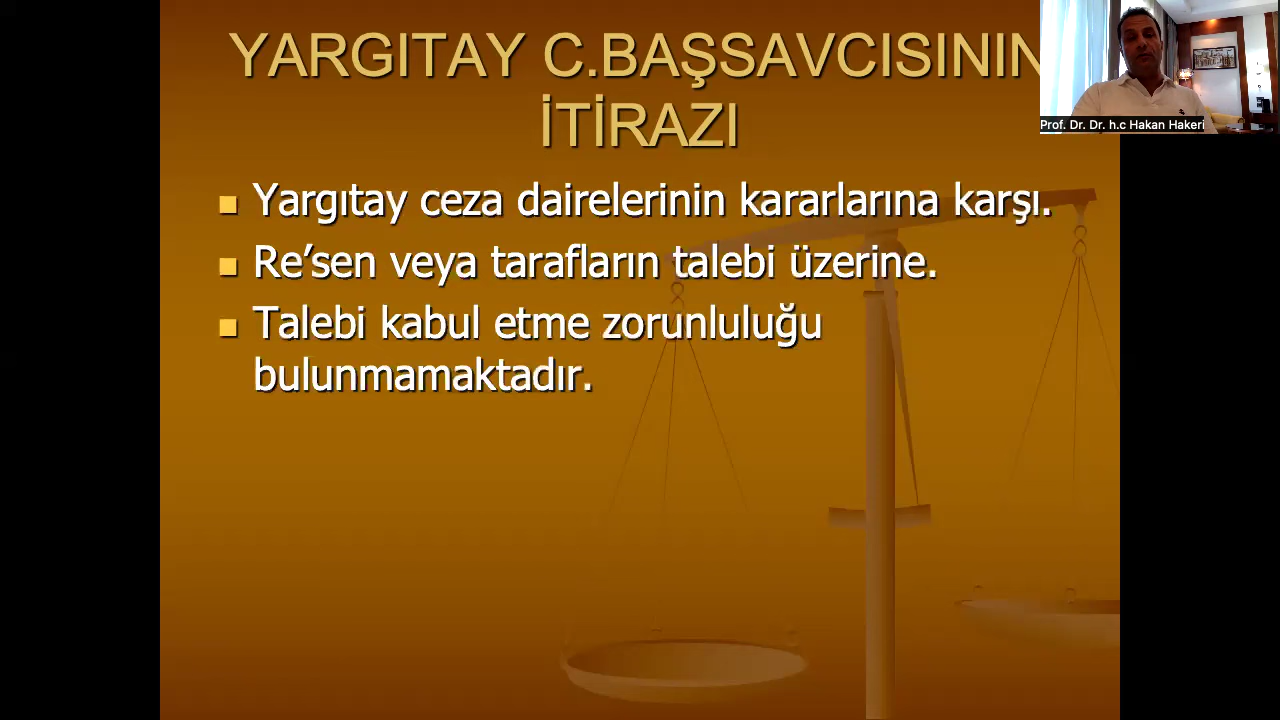 YARGITAY C.BAŞSAVCISININ
İTİRAZI
Prof. Dr. Dr. h.c Hakan Hakeri
Yargıtay ceza dairelerinin kararlarına karşı.
Re’sen veya tarafların talebi üzerine.
Talebi kabul etme zorunluluğu
bulunmamaktadır.